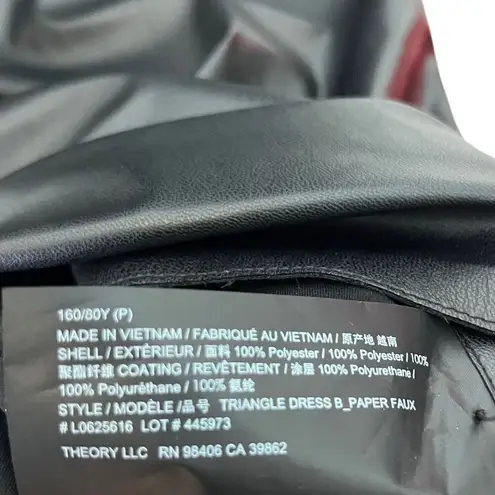 160/80Y (P)
MADE IN VIETNAM / FABRIQUÉ AU VIETNAM / 原产地 越南
SHELL / EXTÉRIEUR / 面料 100% Polyester / 100% Polyester / 100%
聚酯纤维 COATING / REVÊTEMENT / 涂层 100% Polyurethane /
100% Polyuréthane / 100% 氨纶
STYLE / MODÈLE /品号 TRIANGLE DRESS B_PAPER FAUX
# L0625616 LOT # 445973
THEORY LLC RN 98406 CA 39862